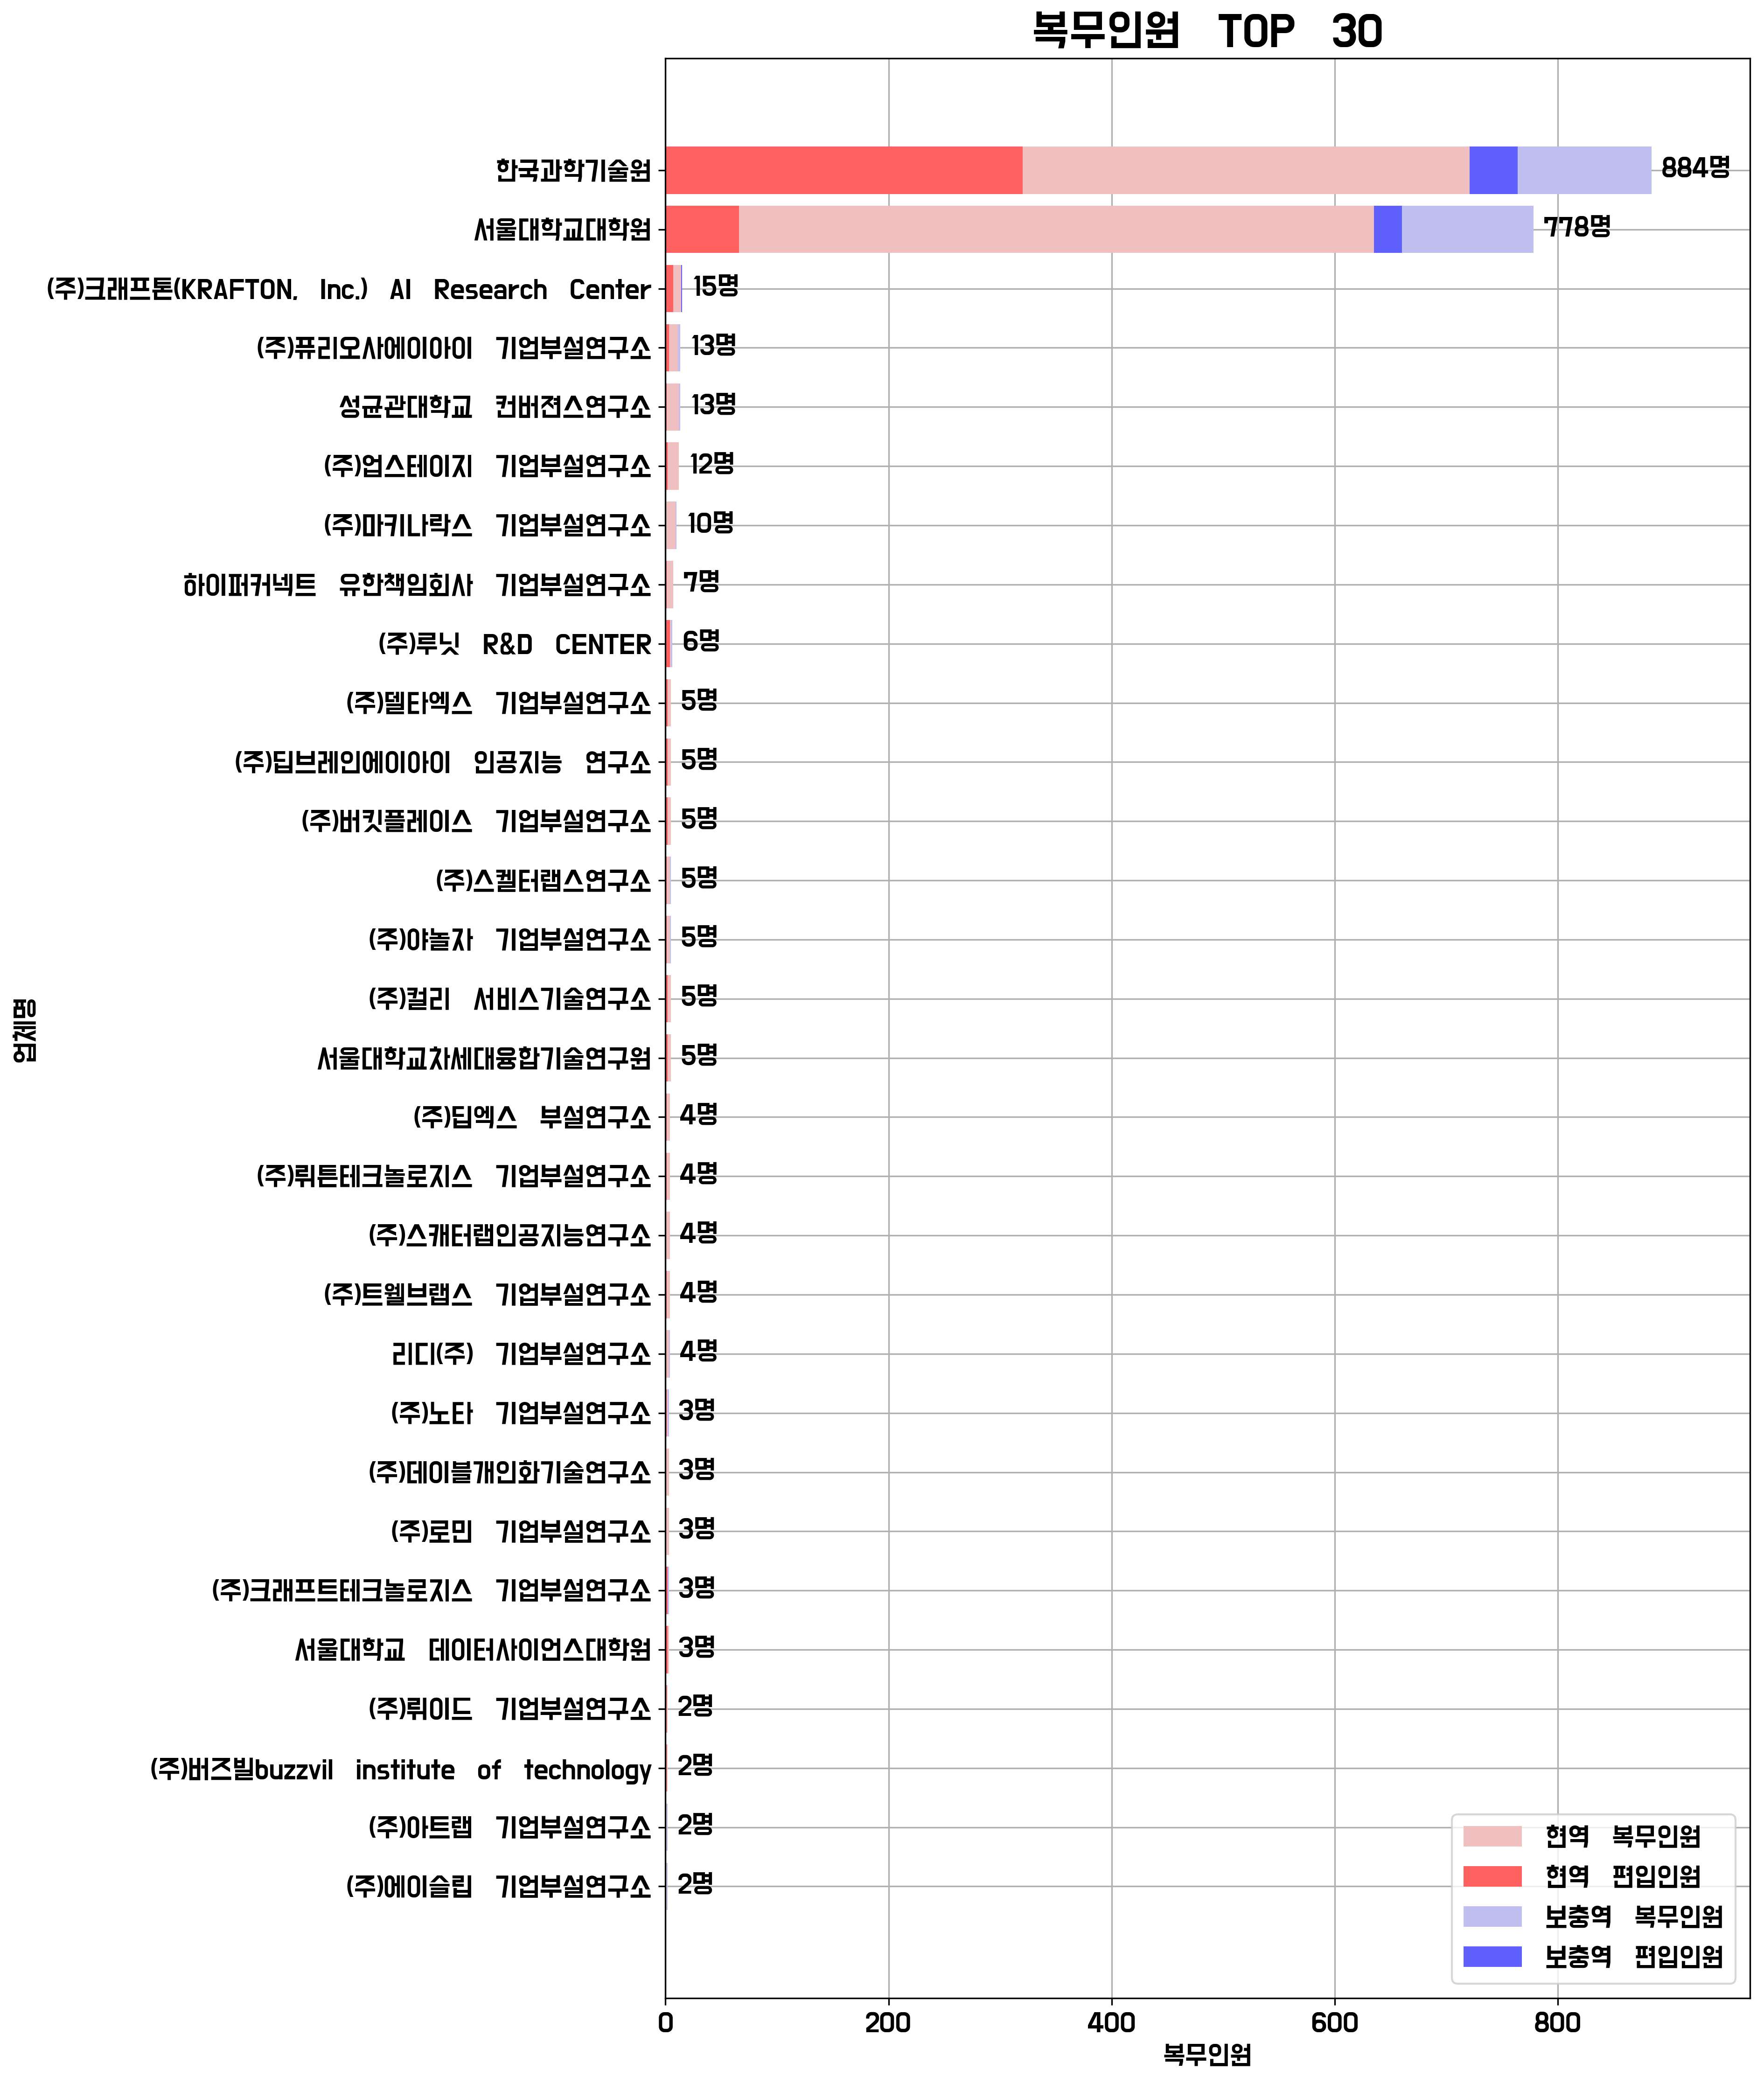 복무인원 TOP 30
한국과학기술원 884명
서울대학교대학원 778명
(주)크래프톤(KRAFTON, Inc.) AI Research Center 15명
(주)퓨리오사에이아이 기업부설연구소 13명
성균관대학교 컨버젼스연구소 13명
(주)업스테이지 기업부설연구소 12명
(주)마키나락스 기업부설연구소 10명
하이퍼커넥트 유한책임회사 기업부설연구소 7명
(주)루닛 R&D CENTER 6명
(주)델타엑스 기업부설연구소 5명
(주)딥브레인에이아이 인공지능 연구소 5명
(주)버킷플레이스 기업부설연구소 5명
(주)스켈터랩스연구소 5명
(주)야놀자 기업부설연구소 5명
(주)컬리 서비스기술연구소 5명
서울대학교차세대융합기술연구원 5명
(주)딥엑스 부설연구소 4명
(주)뤼튼테크놀로지스 기업부설연구소 4명
(주)스캐터랩인공지능연구소 4명
(주)트웰브랩스 기업부설연구소 4명
리디(주) 기업부설연구소 4명
(주)노타 기업부설연구소 3명
(주)데이블개인화기술연구소 3명
(주)로민 기업부설연구소 3명
(주)크래프트테크놀로지스 기업부설연구소 3명
서울대학교 데이터사이언스대학원 3명
(주)뤼이드 기업부설연구소 2명
(주)버즈빌buzzvil institute of technology 2명
(주)아트랩 기업부설연구소 2명
(주)에이슬립 기업부설연구소 2명
업체명
현역 복무인원
현역 편입인원
보충역 복무인원
보충역 편입인원
0 200 400 600 800
복무인원